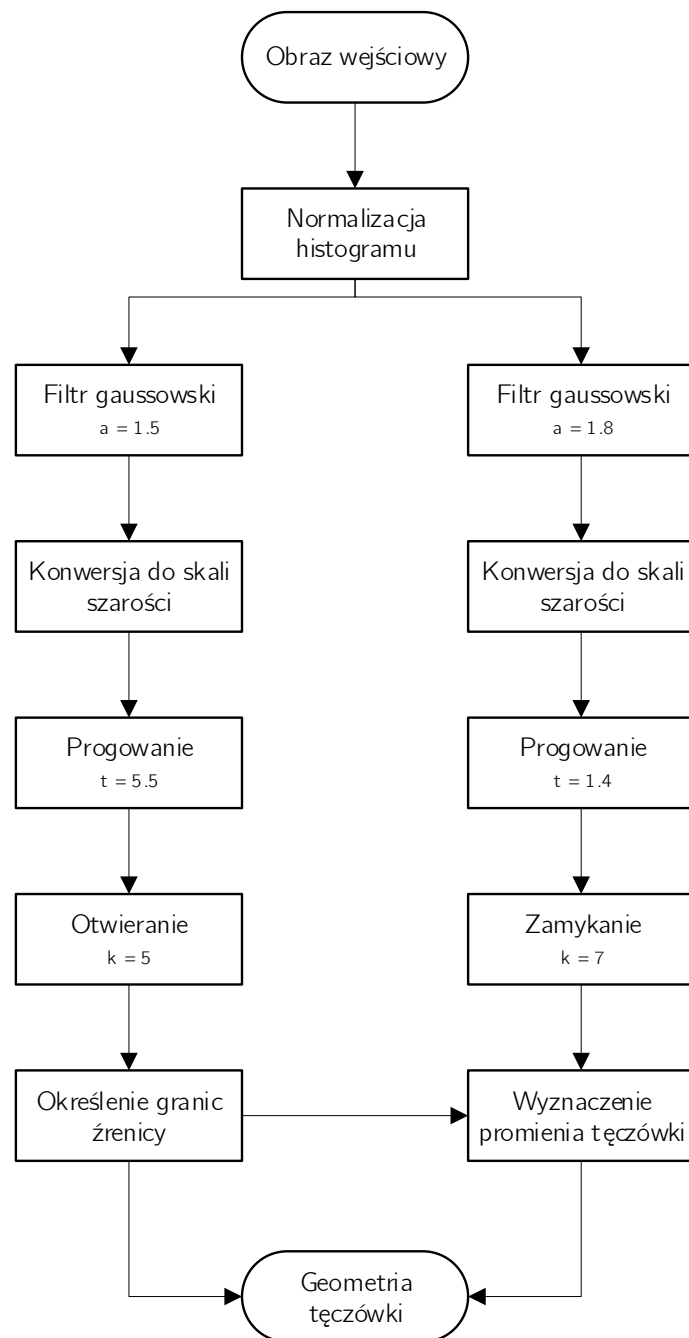 Obraz wejściowy
Normalizacja
histogramu
Filtr gaussowski
a = 1.5
Filtr gaussowski
a = 1.8
Konwersja do skali
szarości
Konwersja do skali
szarości
Progowanie
t = 5.5
Progowanie
t = 1.4
Otwieranie
k = 5
Zamykanie
k = 7
Określenie granic
źrenicy
Wyznaczenie
promienia tęczówki
Geometria
tęczówki